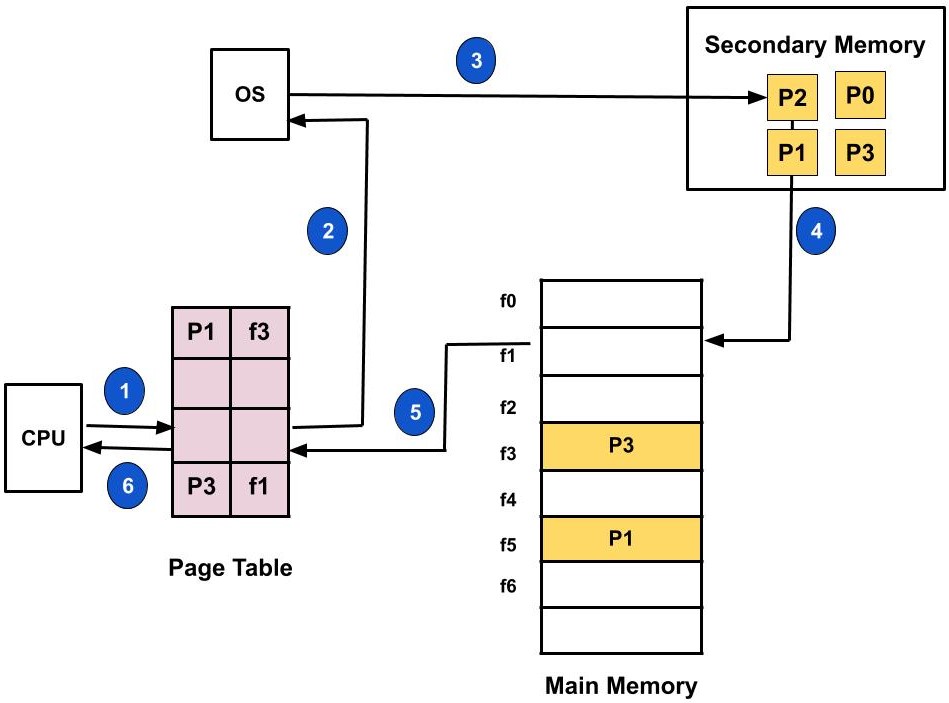 Secondary Memory
3
OS
P2 P0
P1 P3
2
4
f0
P1 f3
f1
1
5
f2
CPU
P3
f3
6
P3 f1
f4
P1
f5
Page Table
f6
Main Memory